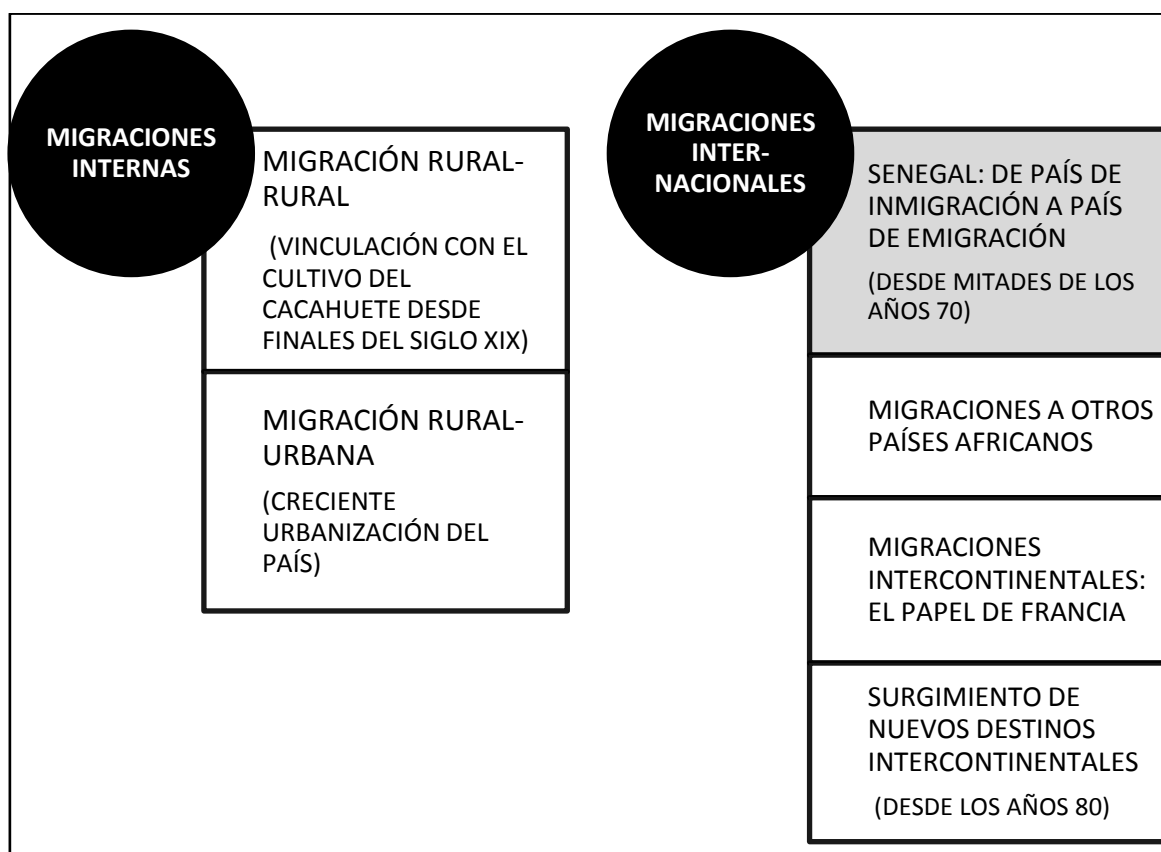 MIGRACIONES
INTERNAS
MIGRACIÓN RURAL-
RURAL
(VINCULACIÓN CON EL
CULTIVO DEL
CACAHUETE DESDE
FINALES DEL SIGLO XIX)
MIGRACIÓN RURAL-
URBANA
(CRECIENTE
URBANIZACIÓN DEL
PAÍS)
MIGRACIONES
INTER-
NACIONALES
SENEGAL: DE PAÍS DE
INMIGRACIÓN A PAÍS
DE EMIGRACIÓN
(DESDE MITADES DE LOS
AÑOS 70)
MIGRACIONES A OTROS
PAÍSES AFRICANOS
MIGRACIONES
INTERCONTINENTALES:
EL PAPEL DE FRANCIA
SURGIMIENTO DE
NUEVOS DESTINOS
INTERCONTINENTALES
(DESDE LOS AÑOS 80)